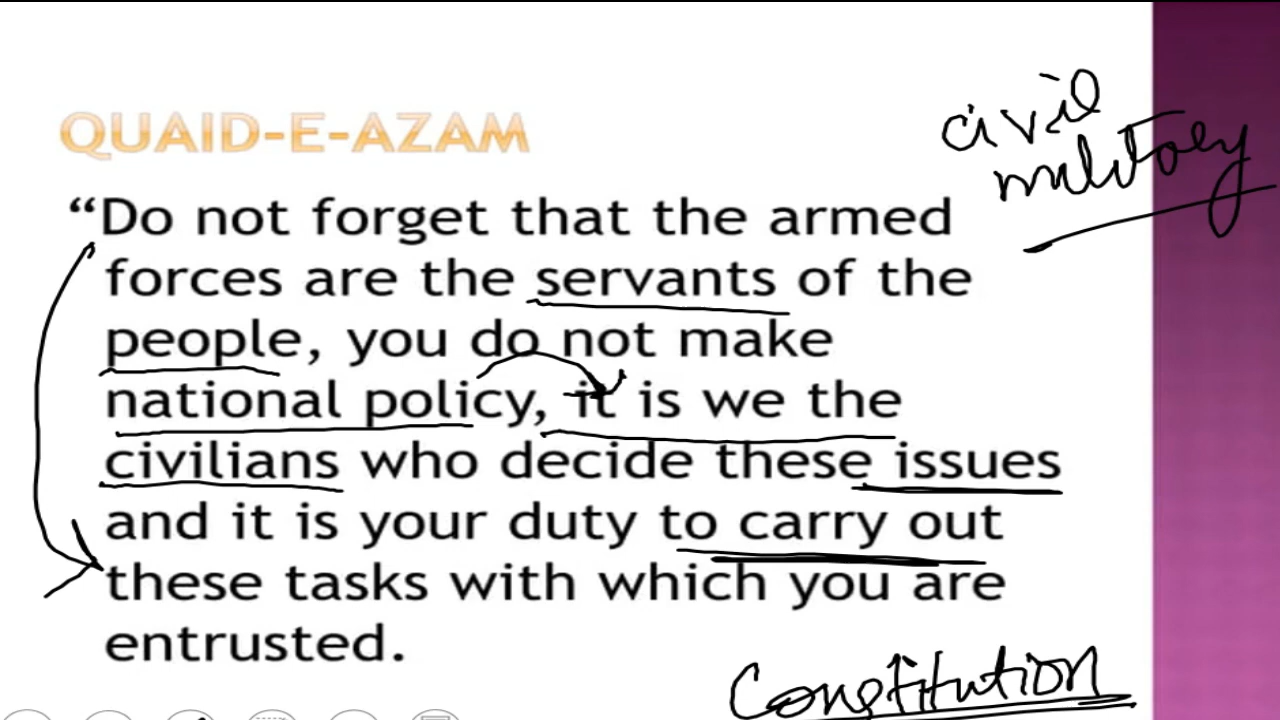 QUAID-E-AZAM
civil
military
“Do not forget that the armed
forces are the servants of the
people, you do not make
national policy, it is we the
civilians who decide these issues
and it is your duty to carry out
these tasks with which you are
entrusted.
Constitution